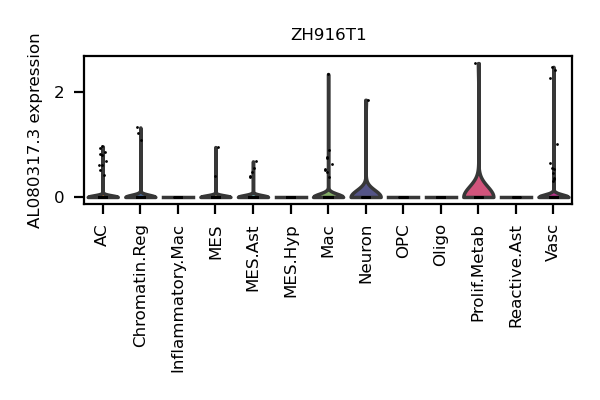 ZH916T1
AL080317.3 expression
2
0
AC
Chromatin.Reg
Inflammatory.Mac
MES
MES.Ast
MES.Hyp
Mac
Neuron
OPC
Oligo
Prolif.Metab
Reactive.Ast
Vasc